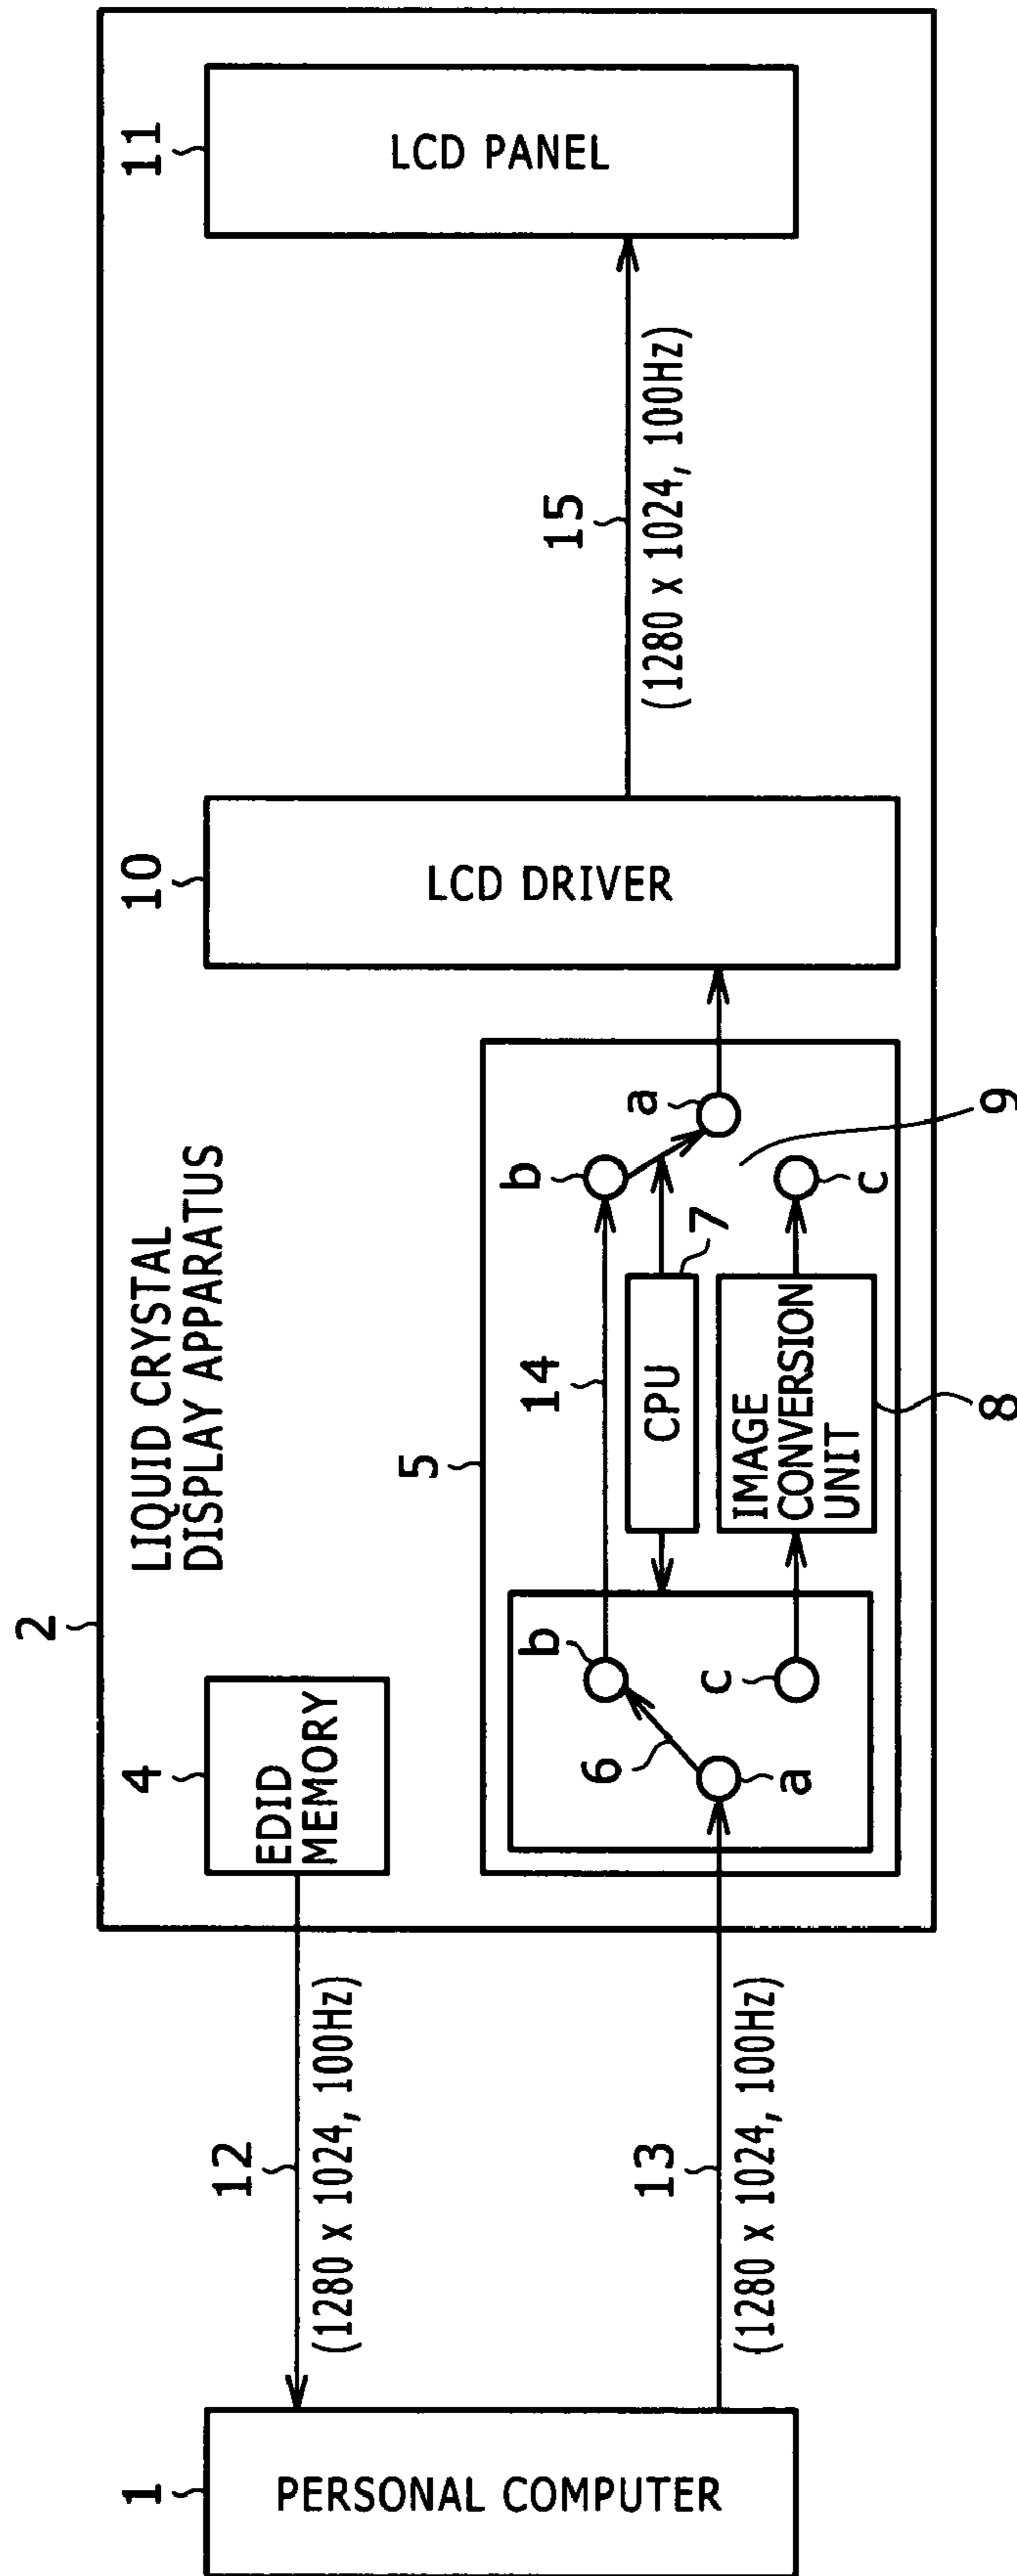 2
LIQUID CRYSTAL
DISPLAY APPARATUS
1
PERSONAL COMPUTER
12
(1280 x 1024, 100Hz)
13
(1280 x 1024, 100Hz)
4
EDID
MEMORY
5
6
a
b
c
14
CPU
7
IMAGE
CONVERSION
UNIT
8
b
a
c
9
10
LCD DRIVER
15
(1280 x 1024, 100Hz)
11
LCD PANEL